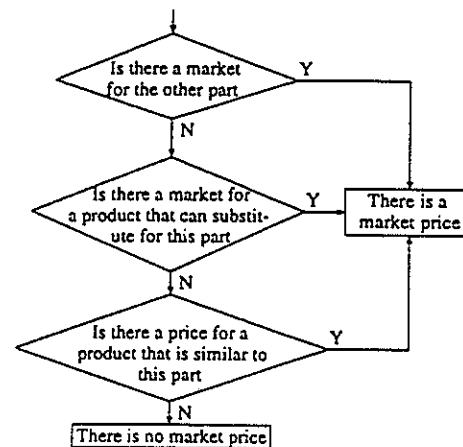 Is there a market
for the other part
Y
N
Is there a market for
a product that can substit-
ute for this part
Y
There is a
market price
N
Is there a price for a
product that is similar to
this part
Y
N
There is no market price